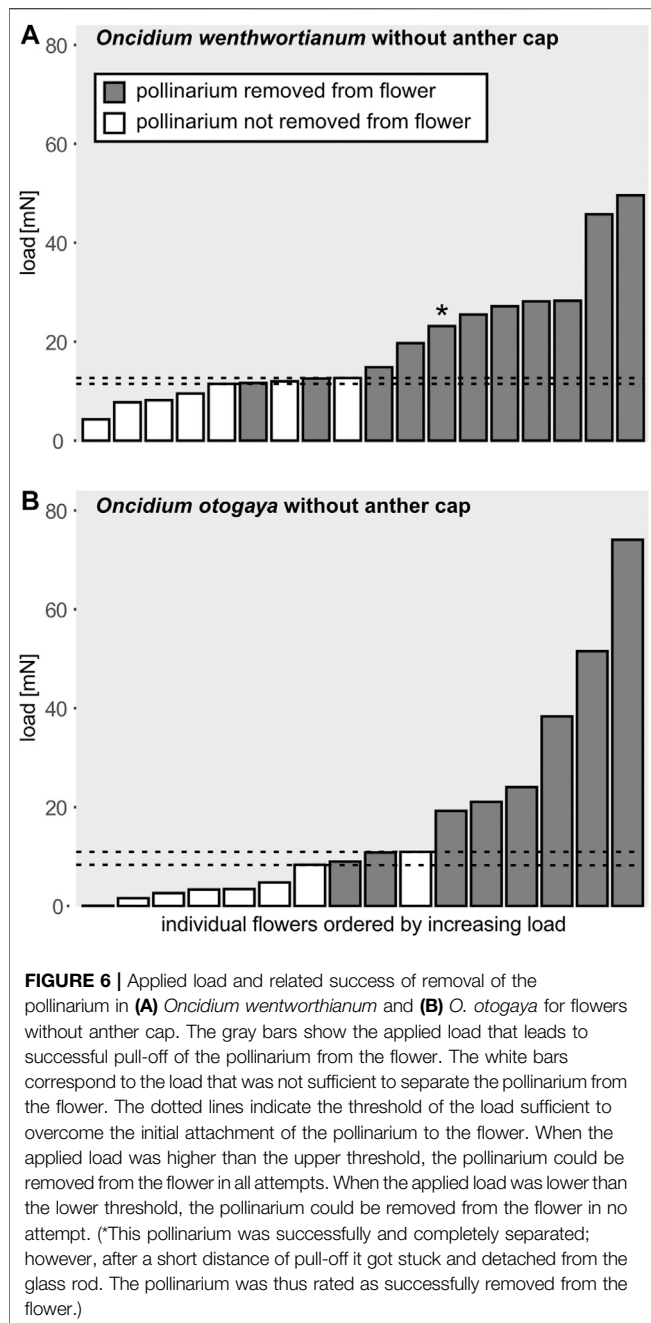 A
Oncidium wenthwortianum without anther cap
pollinarium removed from flower
pollinarium not removed from flower
80
60
40
20
0
load[mN]
*
B
Oncidium otogaya without anther cap
80
60
40
20
0
load [mN]
individual flowers ordered by increasing load
FIGURE 6 | Applied load and related success of removal of the
pollinarium in (A) Oncidium wentworthianum and (B) O. otogaya for flowers
without anther cap. The gray bars show the applied load that leads to
successful pull-off of the pollinarium from the flower. The white bars
correspond to the load that was not sufficient to separate the pollinarium from
the flower. The dotted lines indicate the threshold of the load sufficient to
overcome the initial attachment of the pollinarium to the flower. When the
applied load was higher than the upper threshold, the pollinarium could be
removed from the flower in all attempts. When the applied load was lower than
the lower threshold, the pollinarium could be removed from the flower in no
attempt. (*This pollinarium was successfully and completely separated;
however, after a short distance of pull-off it got stuck and detached from the
glass rod. The pollinarium was thus rated as successfully removed from the
flower.)